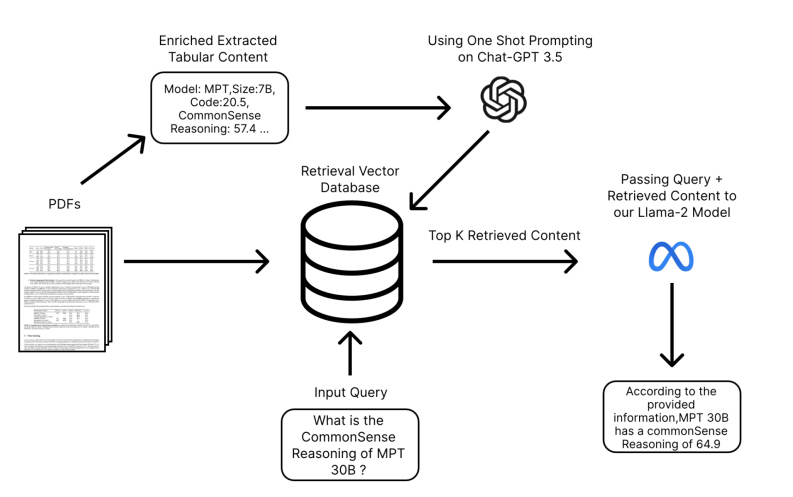 Enriched Extracted
Tabular Content
Model: MPT,Size:7B,
Code:20.5,
CommonSense
Reasoning: 57.4 ...
Using One Shot Prompting
on Chat-GPT 3.5
PDFs
Retrieval Vector
Database
Top K Retrieved Content
Passing Query +
Retrieved Content to
our Llama-2 Model
Input Query
What is the
CommonSense
Reasoning of MPT
30B ?
According to the
provided
information,MPT 30B
has a commonSense
Reasoning of 64.9